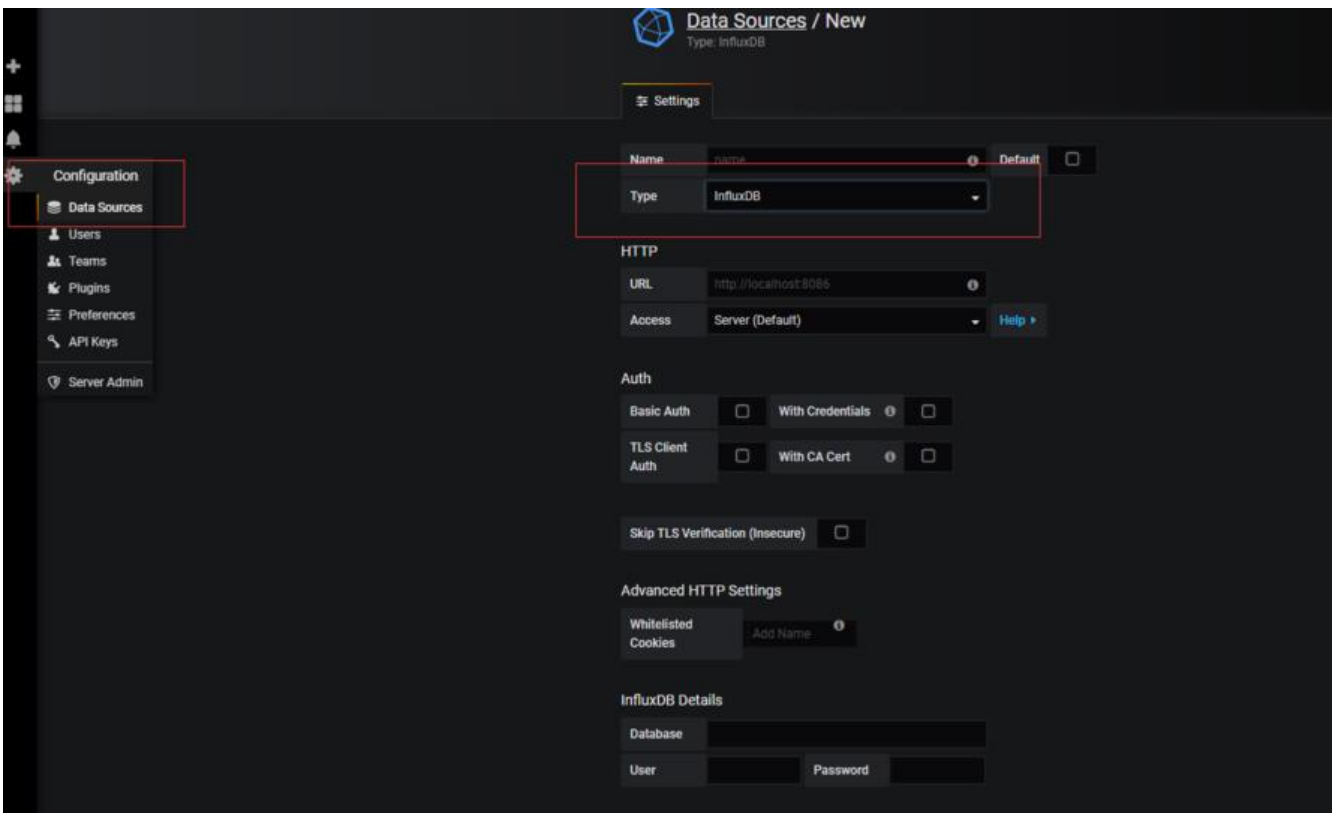 Data Sources / New
Type: InfluxDB
Settings
Configuration
Data Sources
Users
Teams
Plugins
Preferences
API Keys
Server Admin
Name name Default
Type InfluxDB
HTTP
URL http://localhost:8086
Access Server (Default) Help
Auth
Basic Auth With Credentials
TLS Client
Auth
With CA Cert
Skip TLS Verification (Insecure)
Advanced HTTP Settings
Whitelisted
Cookies
Add Name
InfluxDB Details
Database
User Password